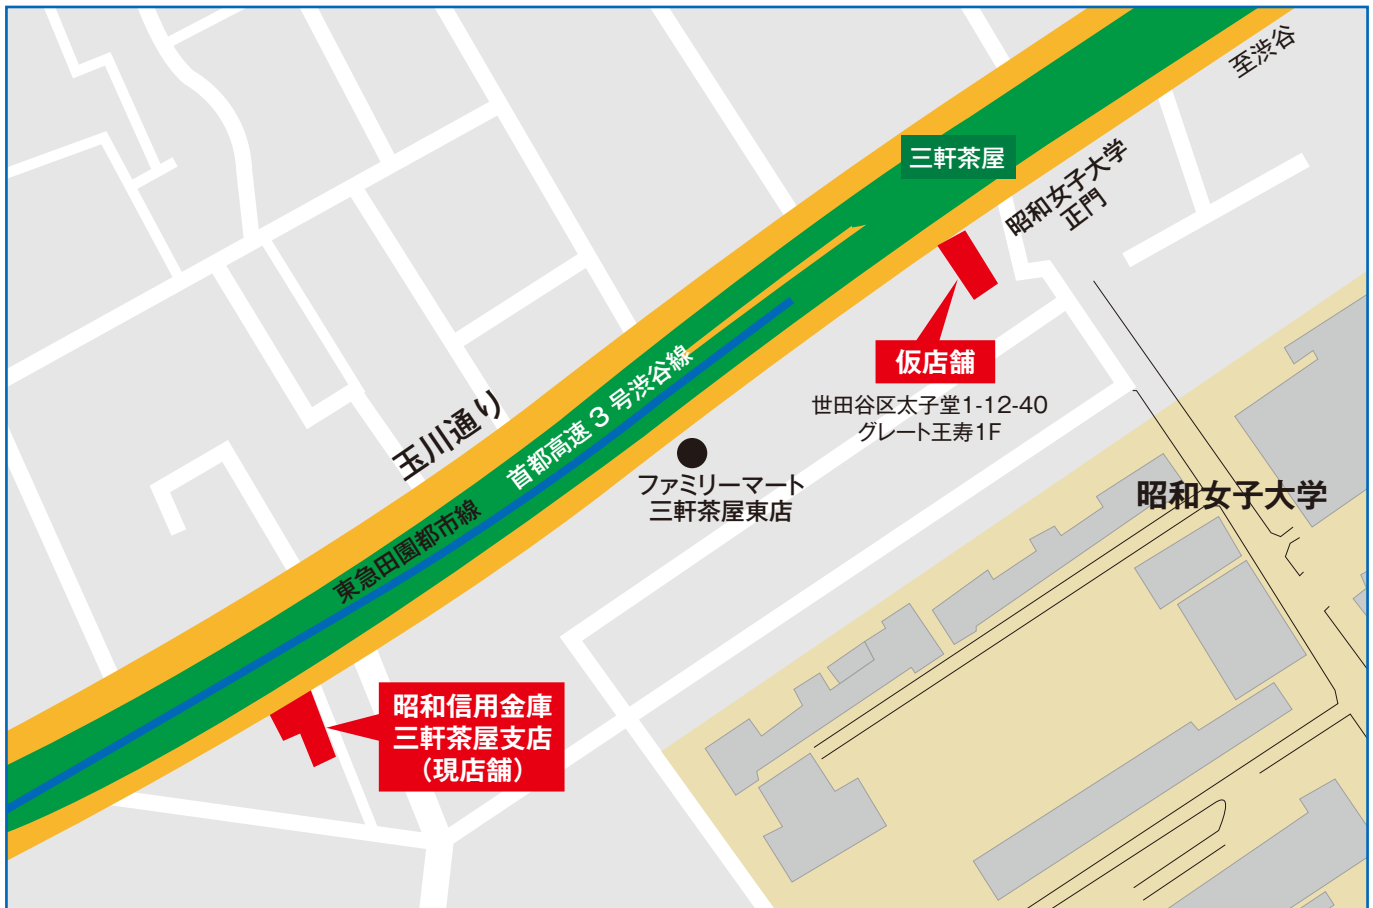 至渋谷
三軒茶屋
昭和女子大学
正門
仮店舗
世田谷区太子堂1-12-40
グレート王寿1F
玉川通り
首都高速3号渋谷線
東急田園都市線
ファミリーマート
三軒茶屋東店
昭和女子大学
昭和信用金庫
三軒茶屋支店
（現店舗）